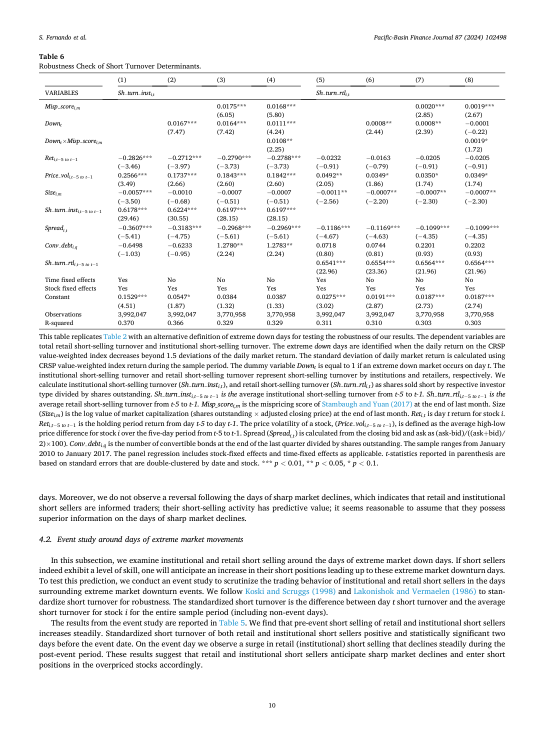 S. Fernando et al.
Pacific-Basin Finance Journal 87 (2024) 102498
Table 6
Robustness Check of Short Turnover Determinants.
(1) (2) (3) (4) (5) (6) (7) (8)
VARIABLES Sh.turn.inst_i,t Sh.turn.rtl_i,t
Misp_score_i,m 0.0175*** 0.0168*** 0.0020*** 0.0019***
(6.05) (5.80) (2.85) (2.67)
Down_t 0.0167*** 0.0164*** 0.0111*** 0.0008** 0.0008** −0.0001
(7.47) (7.42) (4.24) (2.44) (2.39) (−0.22)
Down_t×Misp_score_i,m 0.0108** 0.0019*
(2.25) (1.72)
Ret_i,t−5 to t−1 −0.2826*** −0.2712*** −0.2790*** −0.2788*** −0.0232 −0.0163 −0.0205 −0.0205
(−3.46) (−3.97) (−3.73) (−3.73) (−0.91) (−0.79) (−0.91) (−0.91)
Price_vol_i,t−5 to t−1 0.2566*** 0.1737*** 0.1843*** 0.1842*** 0.0492** 0.0349* 0.0350* 0.0349*
(3.49) (2.66) (2.60) (2.60) (2.05) (1.86) (1.74) (1.74)
Size_i,m −0.0057*** −0.0010 −0.0007 −0.0007 −0.0011** −0.0007** −0.0007** −0.0007**
(−3.50) (−0.68) (−0.51) (−0.51) (−2.56) (−2.20) (−2.30) (−2.30)
Sh.turn.inst_i,t−5 to t−1 0.6178*** 0.6224*** 0.6197*** 0.6197***
(29.46) (30.55) (28.15) (28.15)
Spread_i,t −0.3607*** −0.3183*** −0.2968*** −0.2969*** −0.1186*** −0.1169*** −0.1099*** −0.1099***
(−5.41) (−4.75) (−5.61) (−5.61) (−4.67) (−4.63) (−4.35) (−4.35)
Conv_debt_i,q −0.6498 −0.6233 1.2780** 1.2783** 0.0718 0.0744 0.2201 0.2202
(−1.03) (−0.95) (2.24) (2.24) (0.80) (0.81) (0.93) (0.93)
Sh.turn.rtl_i,t−5 to t−1 0.6541*** 0.6554*** 0.6564*** 0.6564***
(22.96) (23.36) (21.96) (21.96)
Time fixed effects Yes No No No Yes No No No
Stock fixed effects Yes Yes Yes Yes Yes Yes Yes Yes
Constant 0.1529*** 0.0547* 0.0384 0.0387 0.0275*** 0.0191*** 0.0187*** 0.0187***
(4.51) (1.87) (1.32) (1.33) (3.02) (2.87) (2.73) (2.74)
Observations 3,992,047 3,992,047 3,770,958 3,770,958 3,992,047 3,992,047 3,770,958 3,770,958
R-squared 0.370 0.366 0.329 0.329 0.311 0.310 0.303 0.303
This table replicates Table 2 with an alternative definition of extreme down days for testing the robustness of our results. The dependent variables are
total retail short-selling turnover and institutional short-selling turnover. The extreme down days are identified when the daily return on the CRSP
value-weighted index decreases beyond 1.5 deviations of the daily market return. The standard deviation of daily market return is calculated using
CRSP value-weighted index return during the sample period. The dummy variable Down_t is equal to 1 if an extreme down market occurs on day t. The
institutional short-selling turnover and retail short-selling turnover represent short-selling turnover by institutions and retailers, respectively. We
calculate institutional short-selling turnover (Sh.turn.inst_i,t), and retail short-selling turnover (Sh.turn.rtl_i,t) as shares sold short by respective investor
type divided by shares outstanding. Sh.turn.inst_i,t−5 to t−1 is the average institutional short-selling turnover from t-5 to t-1. Sh.turn.rtl_i,t−5 to t−1 is the
average retail short-selling turnover from t-5 to t-1. Misp_score_i,m is the mispricing score of Stambaugh and Yuan (2017) at the end of last month. Size
(Size_i,m) is the log value of market capitalization (shares outstanding × adjusted closing price) at the end of last month. Ret_i,t is day t return for stock i.
Ret_i,t−5 to t−1 is the holding period return from day t-5 to day t-1. The price volatility of a stock, (Price_vol_i,t−5 to t−1), is defined as the average high-low
price difference for stock i over the five-day period from t-5 to t-1. Spread (Spread_i,t) is calculated from the closing bid and ask as (ask-bid)/((ask+bid)/
2)×100). Conv_debt_i,q is the number of convertible bonds at the end of the last quarter divided by shares outstanding. The sample ranges from January
2010 to January 2017. The panel regression includes stock-fixed effects and time-fixed effects as applicable. t-statistics reported in parenthesis are
based on standard errors that are double-clustered by date and stock. *** p < 0.01, ** p < 0.05, * p < 0.1.
days. Moreover, we do not observe a reversal following the days of sharp market declines, which indicates that retail and institutional
short sellers are informed traders; their short-selling activity has predictive value; it seems reasonable to assume that they possess
superior information on the days of sharp market declines.
4.2. Event study around days of extreme market movements
In this subsection, we examine institutional and retail short selling around the days of extreme market down days. If short sellers
indeed exhibit a level of skill, one will anticipate an increase in their short positions leading up to these extreme market downturn days.
To test this prediction, we conduct an event study to scrutinize the trading behavior of institutional and retail short sellers in the days
surrounding extreme market downturn events. We follow Koski and Scruggs (1998) and Lakonishok and Vermaelen (1986) to stan-
dardize short turnover for robustness. The standardized short turnover is the difference between day t short turnover and the average
short turnover for stock i for the entire sample period (including non-event days).
The results from the event study are reported in Table 5. We find that pre-event short selling of retail and institutional short sellers
increases steadily. Standardized short turnover of both retail and institutional short sellers positive and statistically significant two
days before the event date. On the event day we observe a surge in retail (institutional) short selling that declines steadily during the
post-event period. These results suggest that retail and institutional short sellers anticipate sharp market declines and enter short
positions in the overpriced stocks accordingly.
10